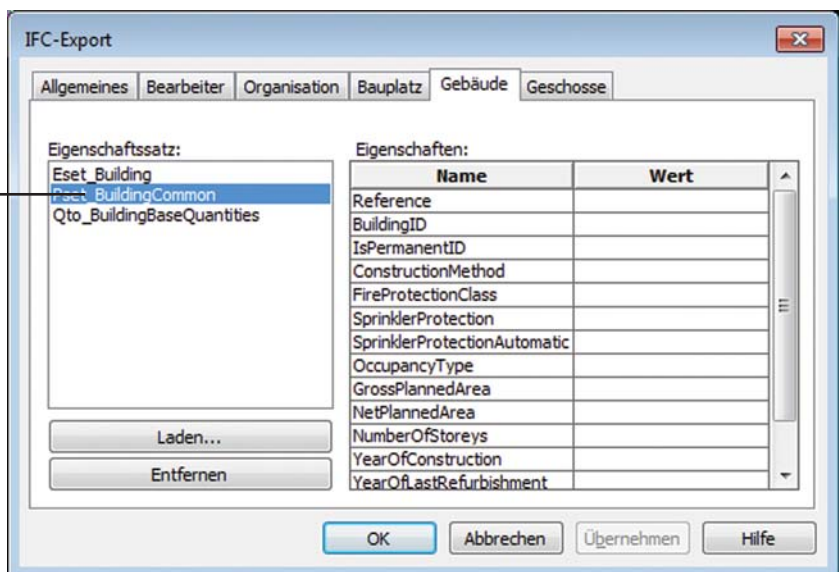 IFC-Export
Allgemeines Bearbeiter Organisation Bauplatz Gebäude Geschosse
Eigenschaftssatz:
Eset_Building
Pset_BuildingCommon
Qto_BuildingBaseQuantities
Laden...
Entfernen
Eigenschaften:
Name Wert
Reference
BuildingID
IsPermanentID
ConstructionMethod
FireProtectionClass
SprinklerProtection
SprinklerProtectionAutomatic
OccupancyType
GrossPlannedArea
NetPlannedArea
NumberOfStoreys
YearOfConstruction
YearOfLastRefurbishment
OK Abbrechen Übernehmen Hilfe